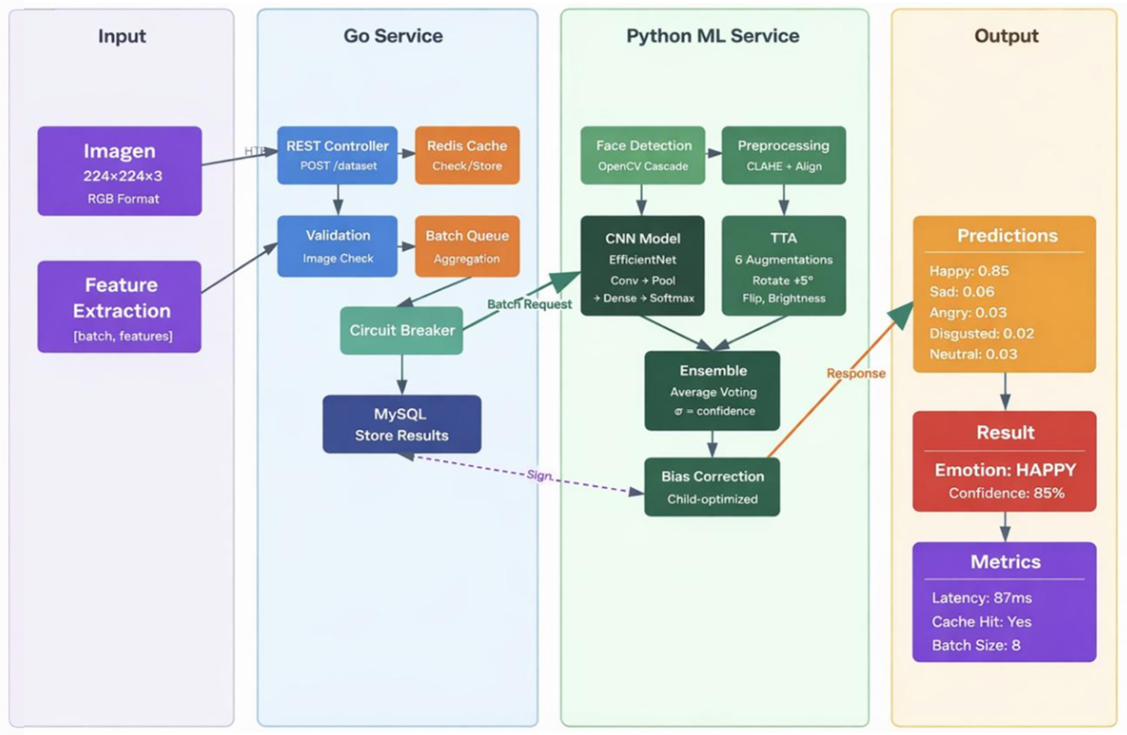 Input
Imagen
224×224×3
RGB Format
Feature
Extraction
[batch, features]
Go Service
REST Controller
POST /dataset
Redis Cache
Check/Store
Validation
Image Check
Batch Queue
Aggregation
Circuit Breaker
Batch Request
MySQL
Store Results
Sign
Python ML Service
Face Detection
OpenCV Cascade
Preprocessing
CLAHE + Align
CNN Model
EfficientNet
Conv → Pool
→ Dense → Softmax
TTA
6 Augmentations
Rotate +5°
Flip, Brightness
Ensemble
Average Voting
σ = confidence
Bias Correction
Child-optimized
Response
Output
Predictions
Happy: 0.85
Sad: 0.06
Angry: 0.03
Disgusted: 0.02
Neutral: 0.03
Result
Emotion: HAPPY
Confidence: 85%
Metrics
Latency: 87ms
Cache Hit: Yes
Batch Size: 8